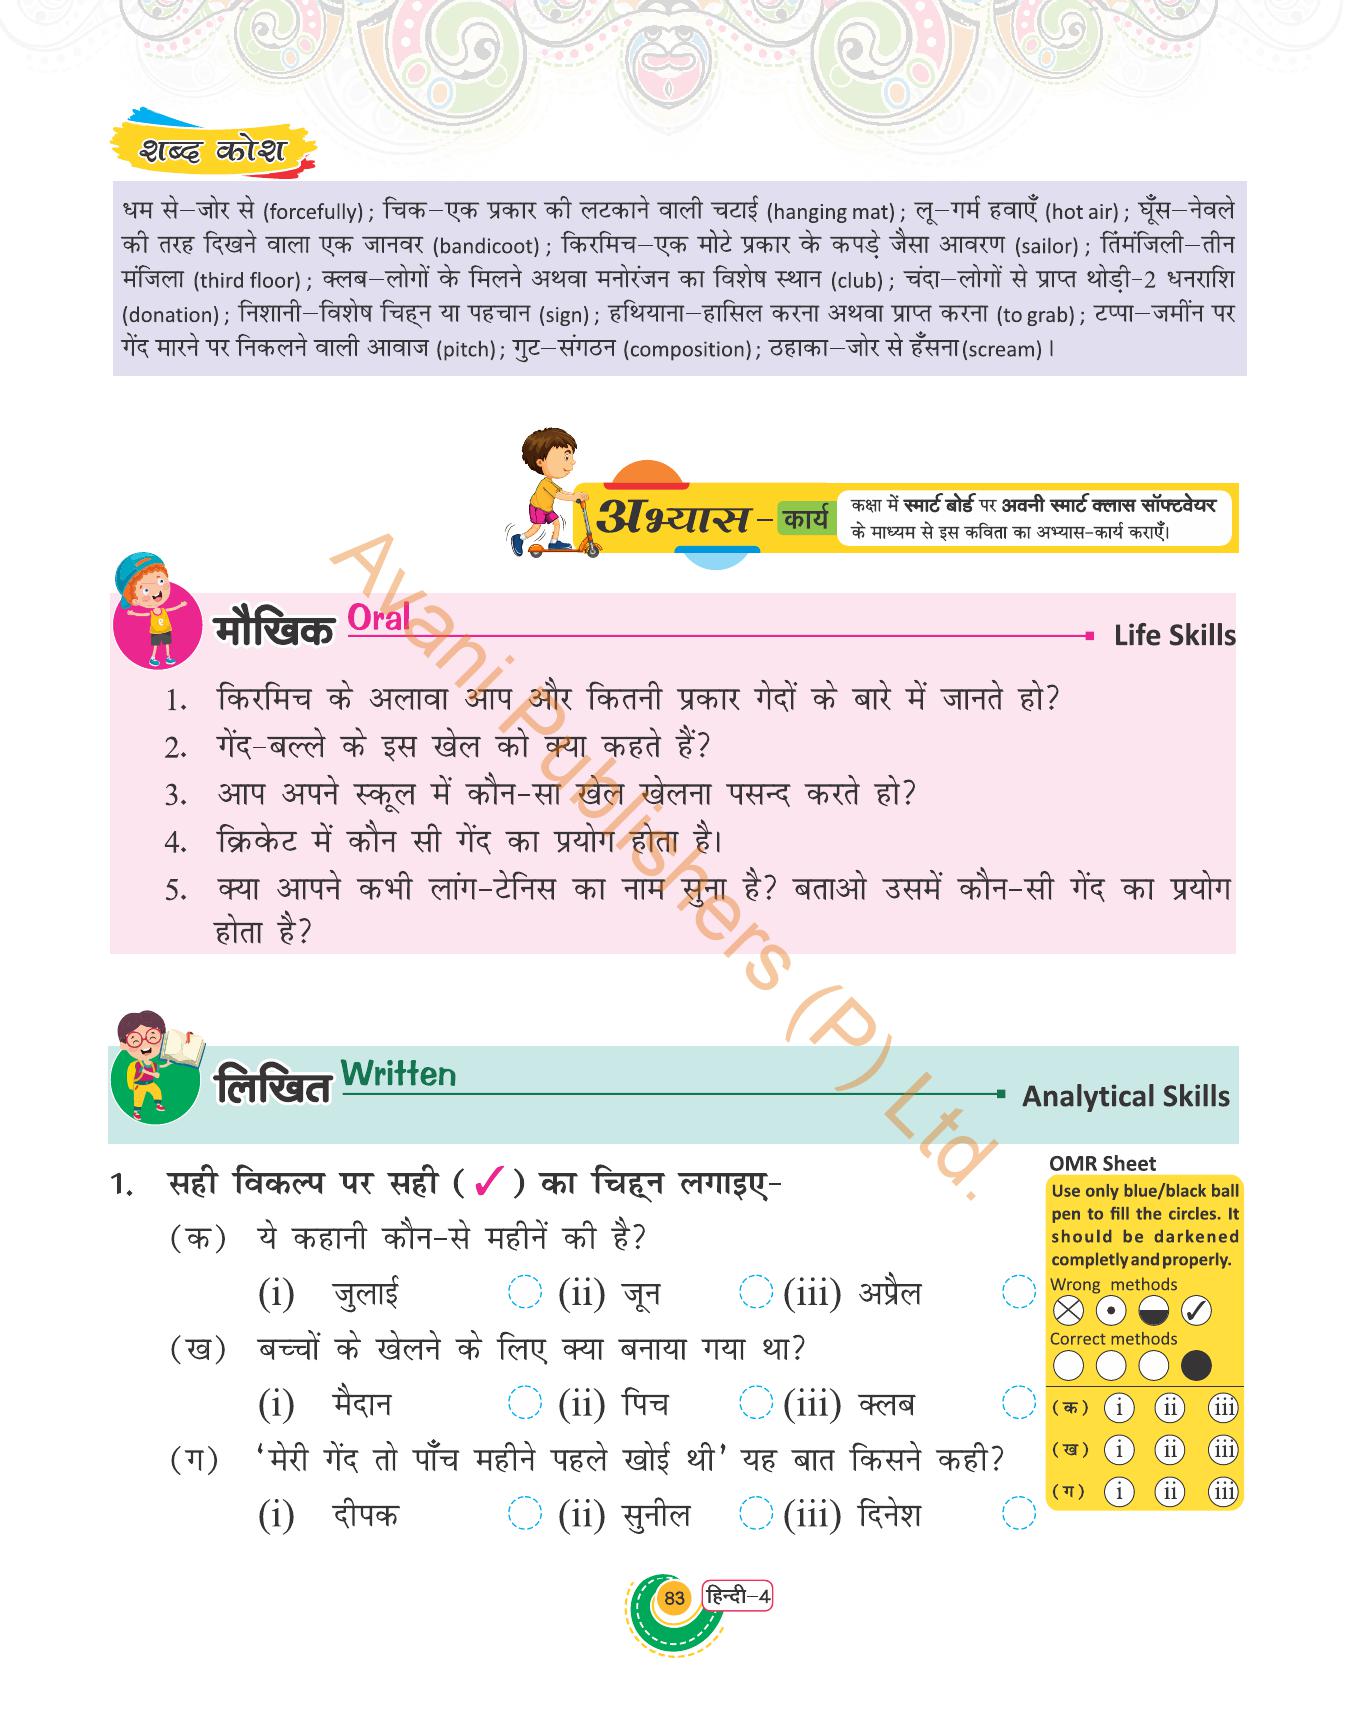 शब्द कोश
धम से–जोर से (forcefully) ; चिक–एक प्रकार की लटकाने वाली चटाई (hanging mat) ; लू–गर्म हवाएँ (hot air) ; घूँस–नेवले
की तरह दिखने वाला एक जानवर (bandicoot) ; किरमिच–एक मोटे प्रकार के कपड़े जैसा आवरण (sailor) ; तिंमंजिली–तीन
मंजिला (third floor) ; क्लब–लोगों के मिलने अथवा मनोरंजन का विशेष स्थान (club) ; चंदा–लोगों से प्राप्त थोड़ी-2 धनराशि
(donation) ; निशानी–विशेष चिह्न या पहचान (sign) ; हथियाना–हासिल करना अथवा प्राप्त करना (to grab) ; टप्पा–जमींन पर
गेंद मारने पर निकलने वाली आवाज (pitch) ; गुट–संगठन (composition) ; ठहाका–जोर से हँसना (scream) ।
अभ्यास – कार्य
कक्षा में स्मार्ट बोर्ड पर अवनी स्मार्ट क्लास सॉफ्टवेयर
के माध्यम से इस कविता का अभ्यास-कार्य कराएँ।
मौखिक Oral Life Skills
1. किरमिच के अलावा आप और कितनी प्रकार गेदों के बारे में जानते हो?
2. गेंद-बल्ले के इस खेल को क्या कहते हैं?
3. आप अपने स्कूल में कौन-सा खेल खेलना पसन्द करते हो?
4. क्रिकेट में कौन सी गेंद का प्रयोग होता है।
5. क्या आपने कभी लांग-टेनिस का नाम सुना है? बताओ उसमें कौन-सी गेंद का प्रयोग
होता है?
Avani Publishers (P) Ltd.
लिखित Written Analytical Skills
1. सही विकल्प पर सही (✓) का चिह्न लगाइए-
(क) ये कहानी कौन-से महीनें की है?
(i) जुलाई (ii) जून (iii) अप्रैल
(ख) बच्चों के खेलने के लिए क्या बनाया गया था?
(i) मैदान (ii) पिच (iii) क्लब
(ग) ‘मेरी गेंद तो पाँच महीने पहले खोई थी’ यह बात किसने कही?
(i) दीपक (ii) सुनील (iii) दिनेश
OMR Sheet
Use only blue/black ball
pen to fill the circles. It
should be darkened
completly and properly.
Wrong methods
Correct methods
(क) i ii iii
(ख) i ii iii
(ग) i ii iii
83 हिन्दी–4